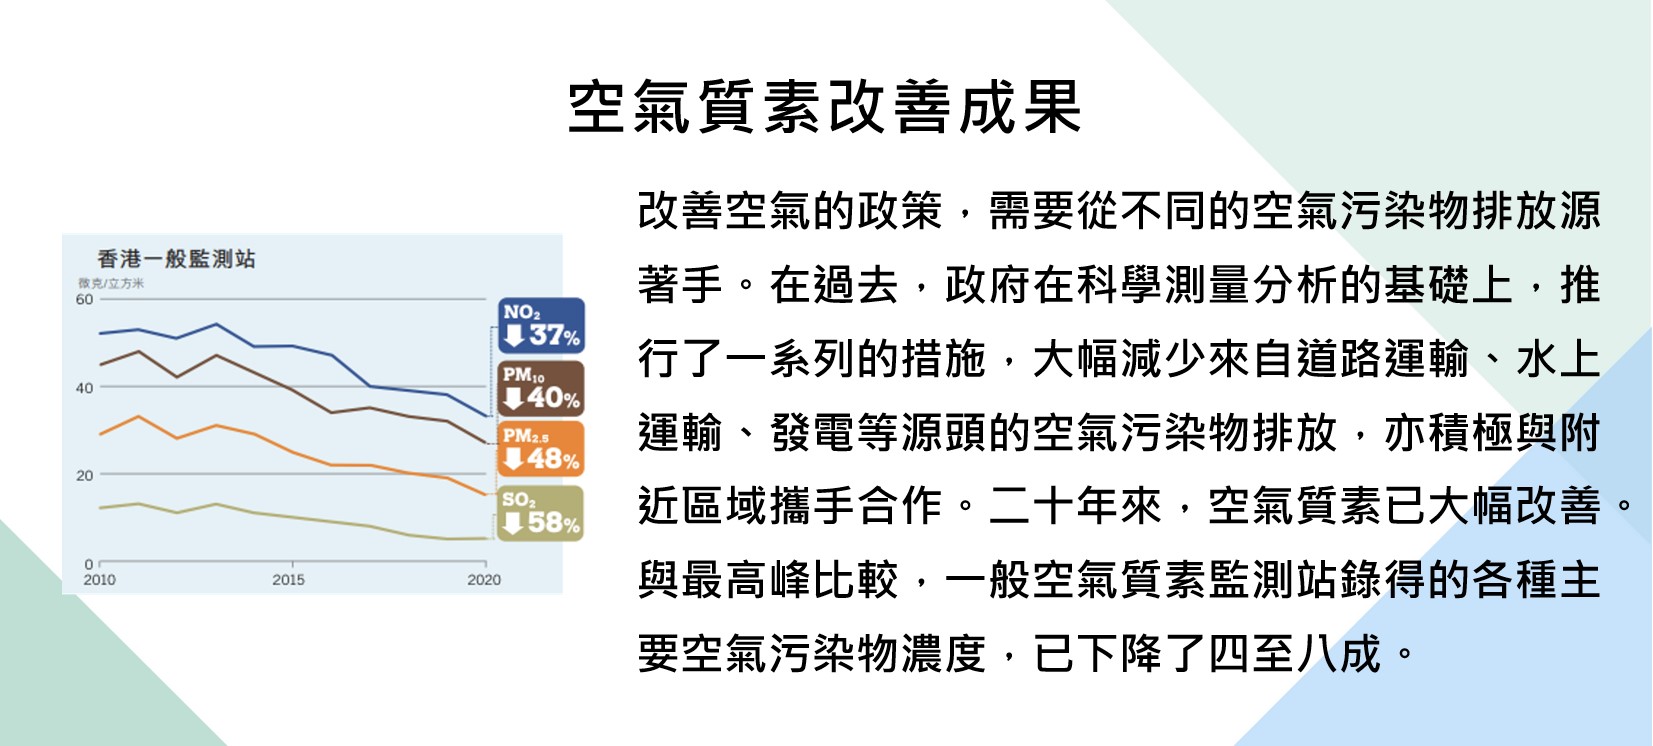 空氣質素改善成果
香港一般監測站
微克/立方米
60
40
20
0
2010
2015
2020
NO₂
37%
PM₁₀
40%
PM₂.₅
48%
SO₂
58%
改善空氣的政策，需要從不同的空氣污染物排放源
著手。在過去，政府在科學測量分析的基礎上，推
行了一系列的措施，大幅減少來自道路運輸、水上
運輸、發電等源頭的空氣污染物排放，亦積極與附
近區域攜手合作。二十年來，空氣質素已大幅改善。
與最高峰比較，一般空氣質素監測站錄得的各種主
要空氣污染物濃度，已下降了四至八成。